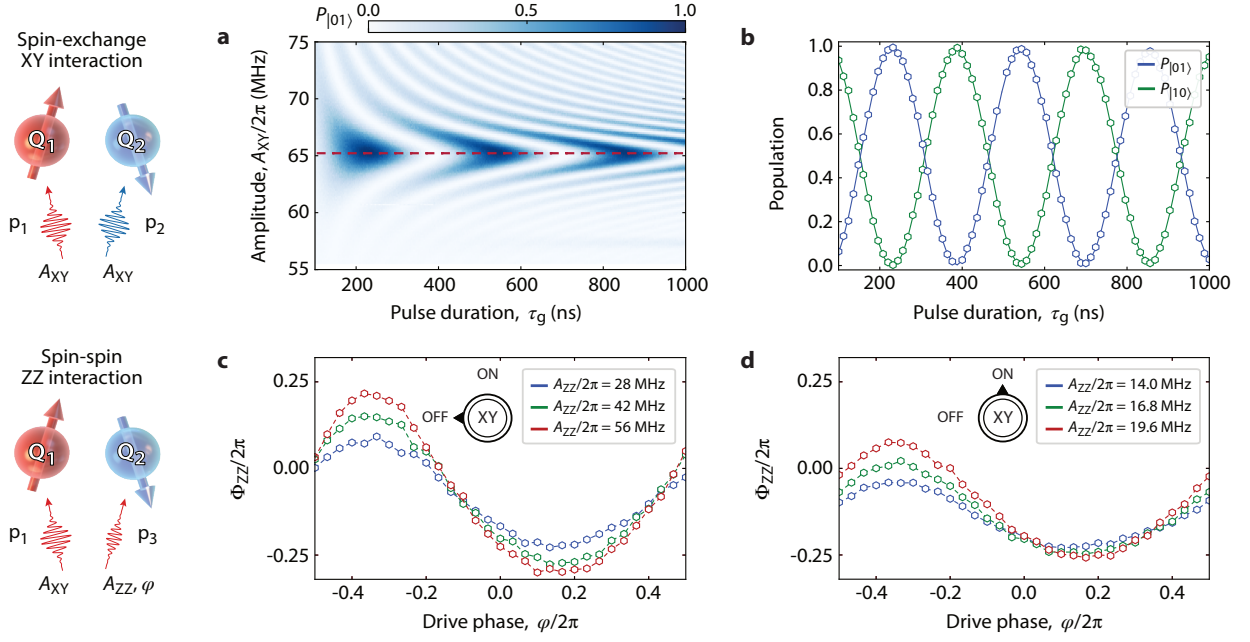 Spin-exchange
XY interaction
Q1
Q2
p1
p2
AXY
AXY
a
P|01⟩
0.0
0.5
1.0
Amplitude, AXY/2π (MHz)
75
70
65
60
55
200
400
600
800
1000
Pulse duration, τg (ns)
b
P|01⟩
P|10⟩
Population
1.0
0.8
0.6
0.4
0.2
0.0
200
400
600
800
1000
Pulse duration, τg (ns)
Spin-spin
ZZ interaction
Q1
Q2
p1
p3
AXY
AZZ, φ
c
ON
OFF
XY
AZZ/2π = 28 MHz
AZZ/2π = 42 MHz
AZZ/2π = 56 MHz
ΦZZ/2π
0.25
0.00
-0.25
-0.4
-0.2
0.0
0.2
0.4
Drive phase, φ/2π
d
ON
OFF
XY
AZZ/2π = 14.0 MHz
AZZ/2π = 16.8 MHz
AZZ/2π = 19.6 MHz
ΦZZ/2π
0.25
0.00
-0.25
-0.4
-0.2
0.0
0.2
0.4
Drive phase, φ/2π